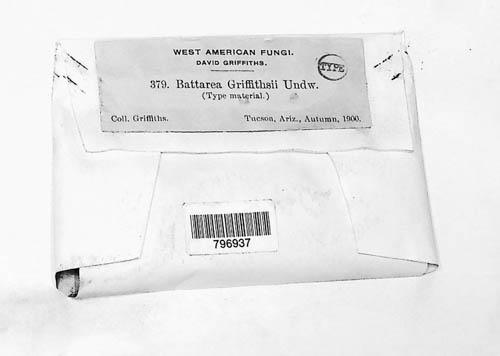 WEST AMERICAN FUNGI.
DAVID GRIFFITHS.
TYPE
379. Battarea Griffithsii Undw.
(Type material.)
Coll. Griffiths. Tucson, Ariz., Autumn, 1900.
796937